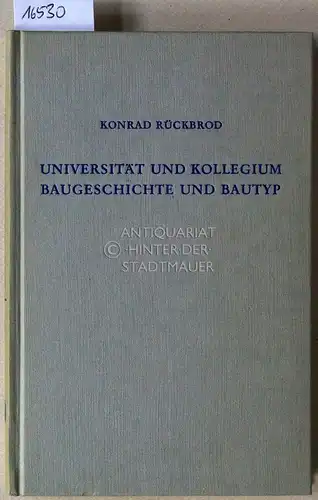 16530
KONRAD RÜCKBROD
UNIVERSITÄT UND KOLLEGIUM
BAUGESCHICHTE UND BAUTYP
ANTIQUARIAT
© HINTER DER
STADTMAUER